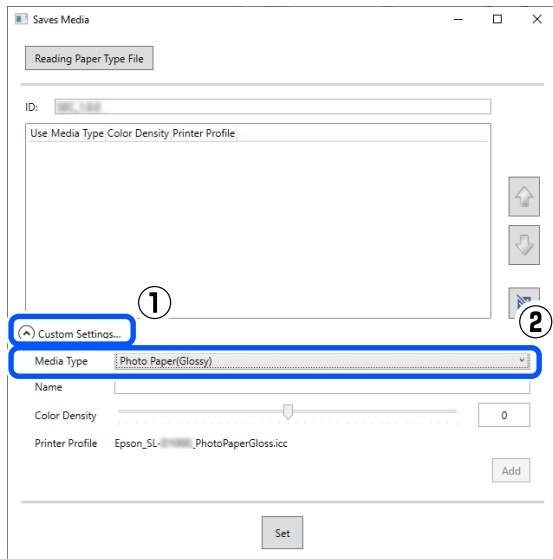 Saves Media
Reading Paper Type File
ID:
Use Media Type Color Density Printer Profile
①
Custom Settings...
②
Media Type Photo Paper(Glossy)
Name
Color Density 0
Printer Profile Epson_SL- _PhotoPaperGloss.icc
Add
Set